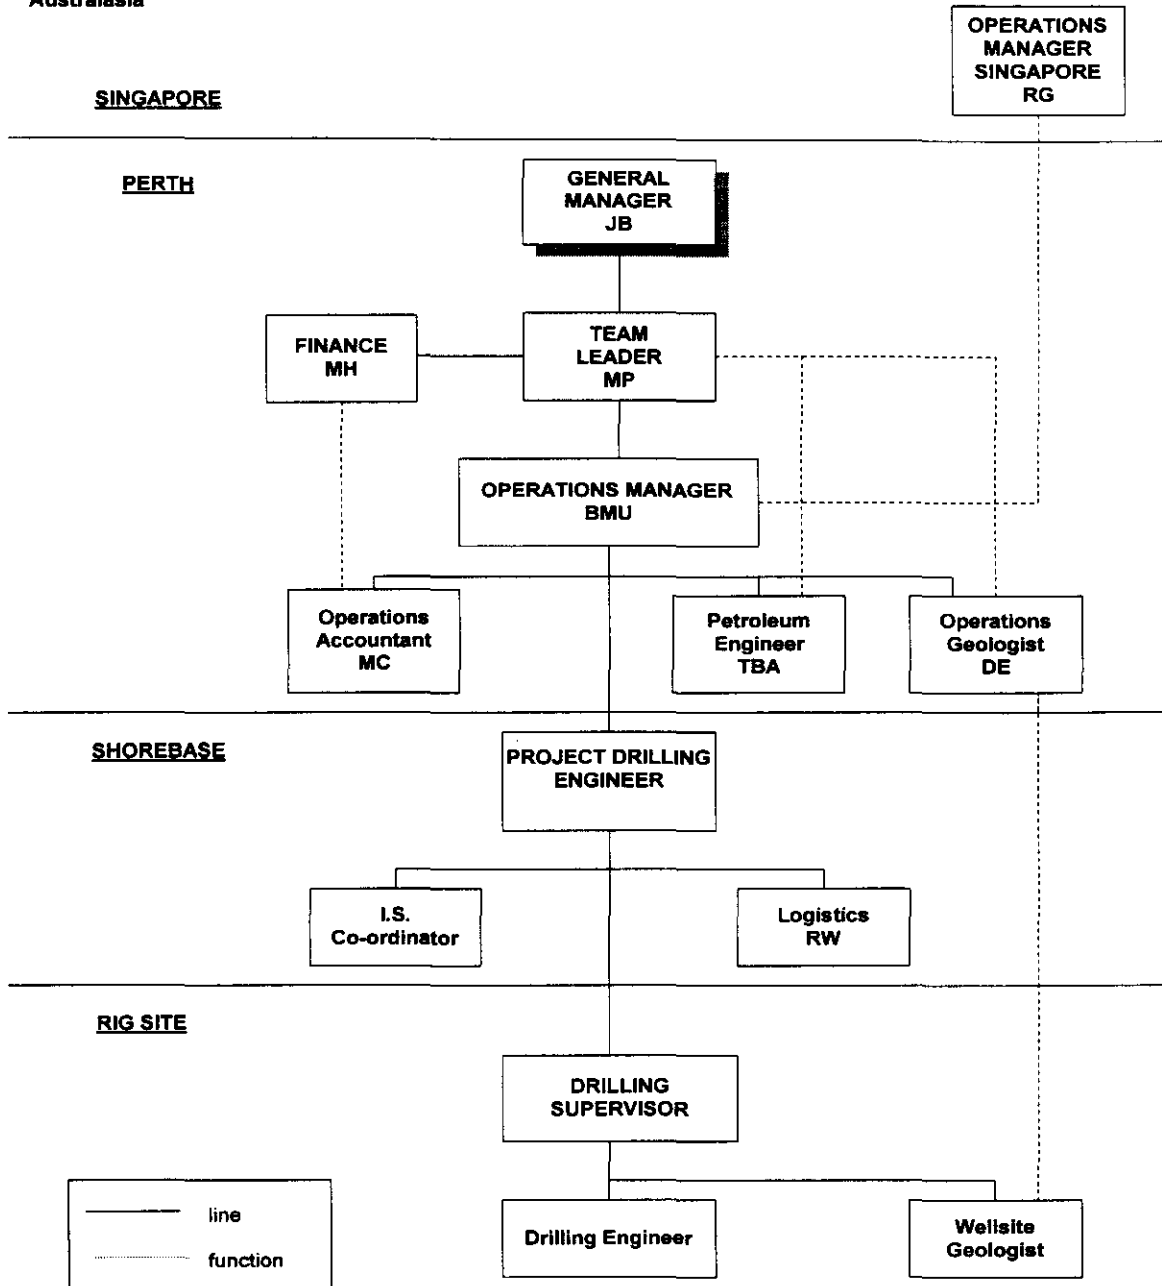 Australasia
OPERATIONS
MANAGER
SINGAPORE
RG
SINGAPORE
PERTH
GENERAL
MANAGER
JB
FINANCE
MH
TEAM
LEADER
MP
OPERATIONS MANAGER
BMU
Operations
Accountant
MC
Petroleum
Engineer
TBA
Operations
Geologist
DE
SHOREBASE
PROJECT DRILLING
ENGINEER
I.S.
Co-ordinator
Logistics
RW
RIG SITE
DRILLING
SUPERVISOR
line
function
Drilling Engineer
Wellsite
Geologist